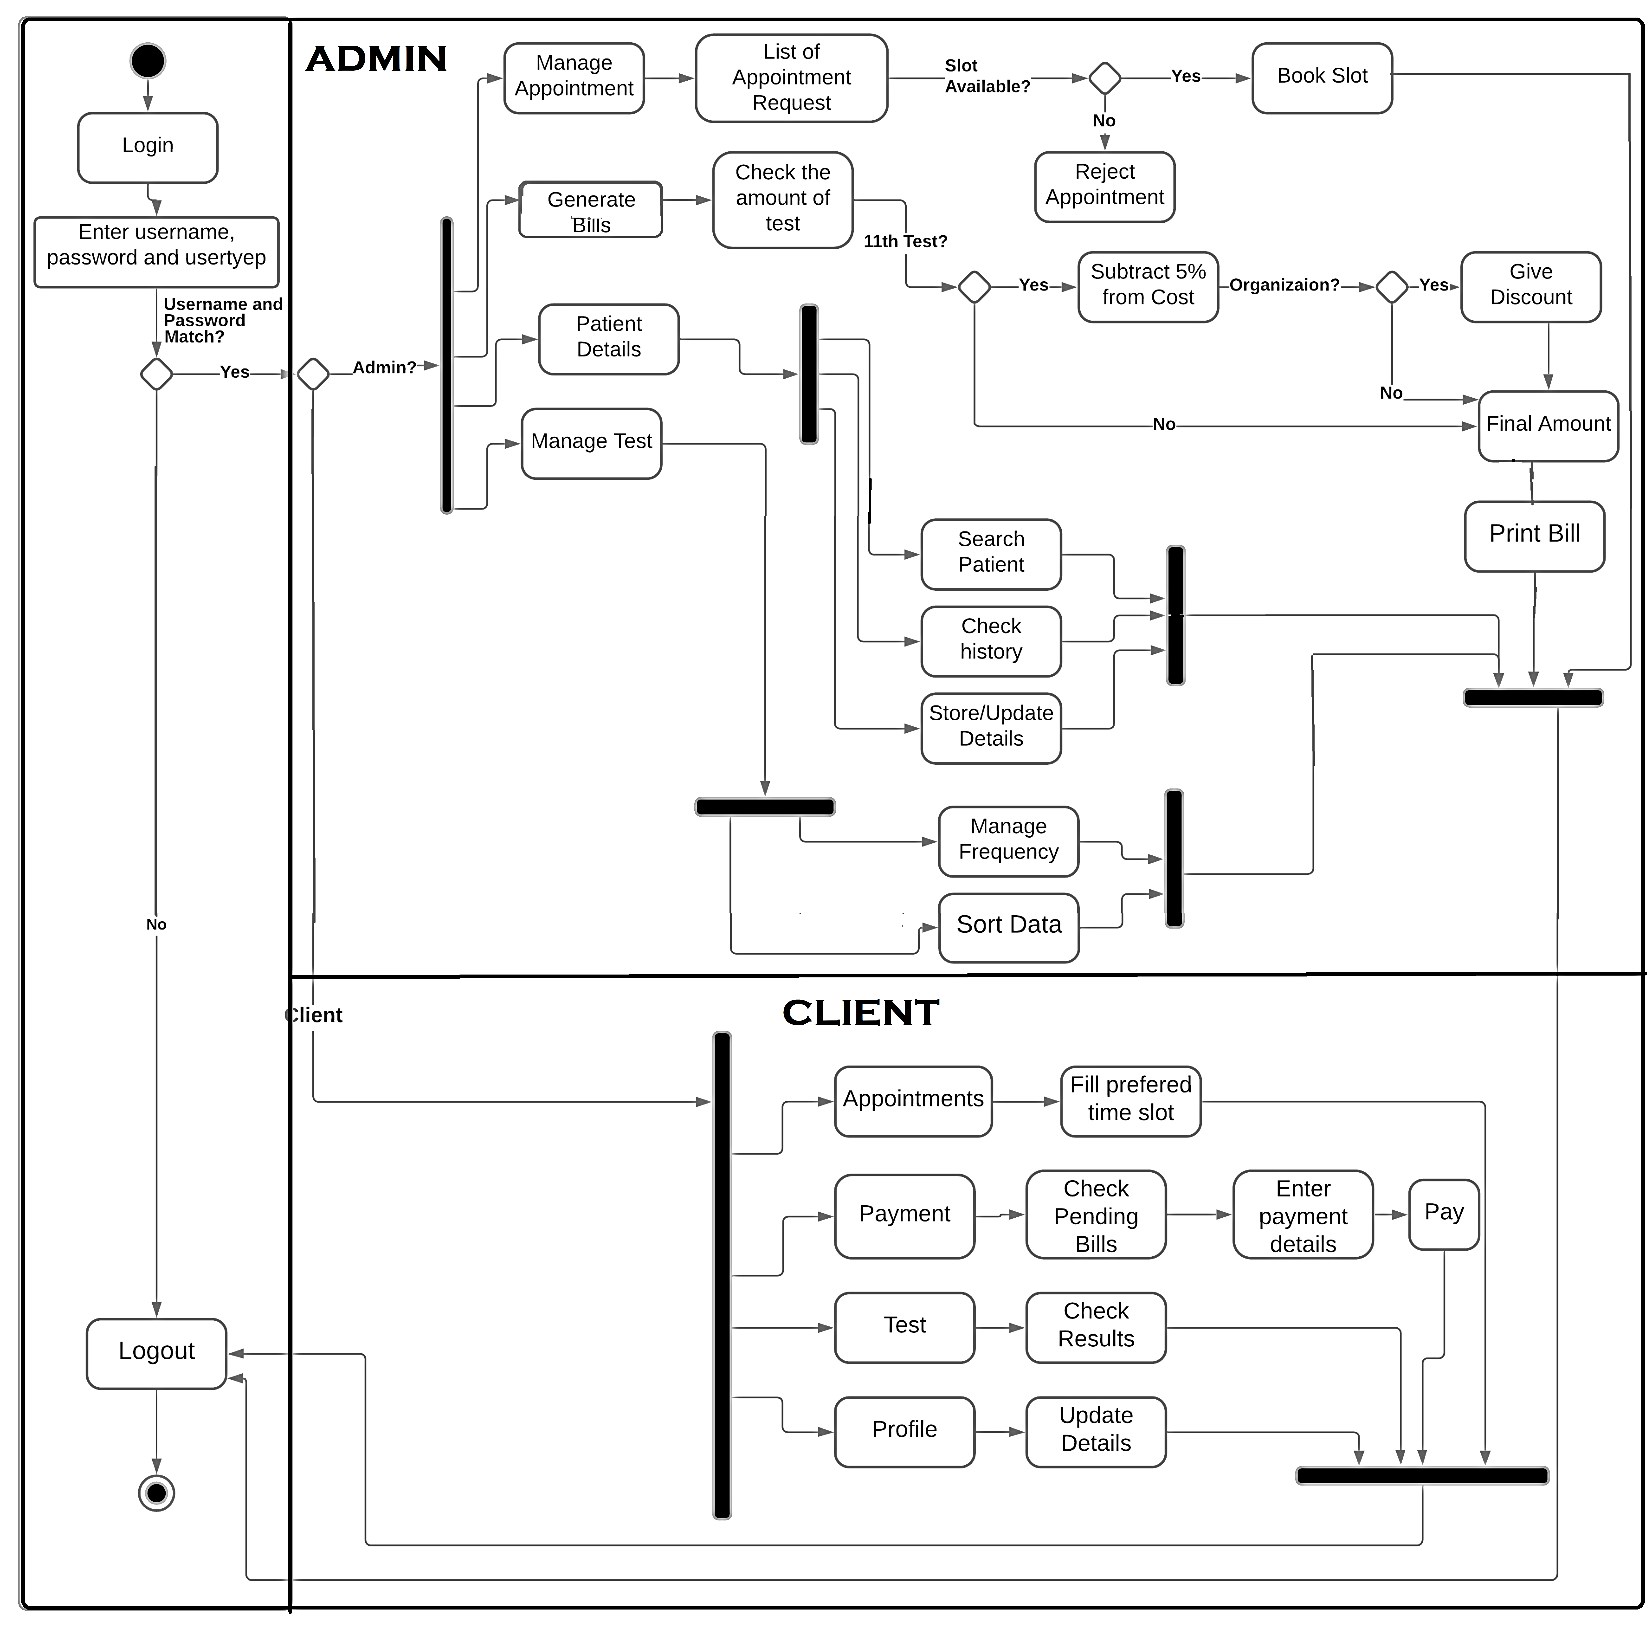 Login
Enter username,
password and usertyep
Username and
Password
Match?
Yes
No
Logout
ADMIN
Admin?
Manage
Appointment
List of
Appointment
Request
Slot
Available?
Yes
Book Slot
No
Reject
Appointment
Generate
Bills
Check the
amount of
test
11th Test?
Yes
Subtract 5%
from Cost
Organizaion?
Yes
Give
Discount
No
No
Final Amount
Print Bill
Patient
Details
Manage Test
Search
Patient
Check
history
Store/Update
Details
Manage
Frequency
Sort Data
Client
CLIENT
Appointments
Fill prefered
time slot
Payment
Check
Pending
Bills
Enter
payment
details
Pay
Test
Check
Results
Profile
Update
Details